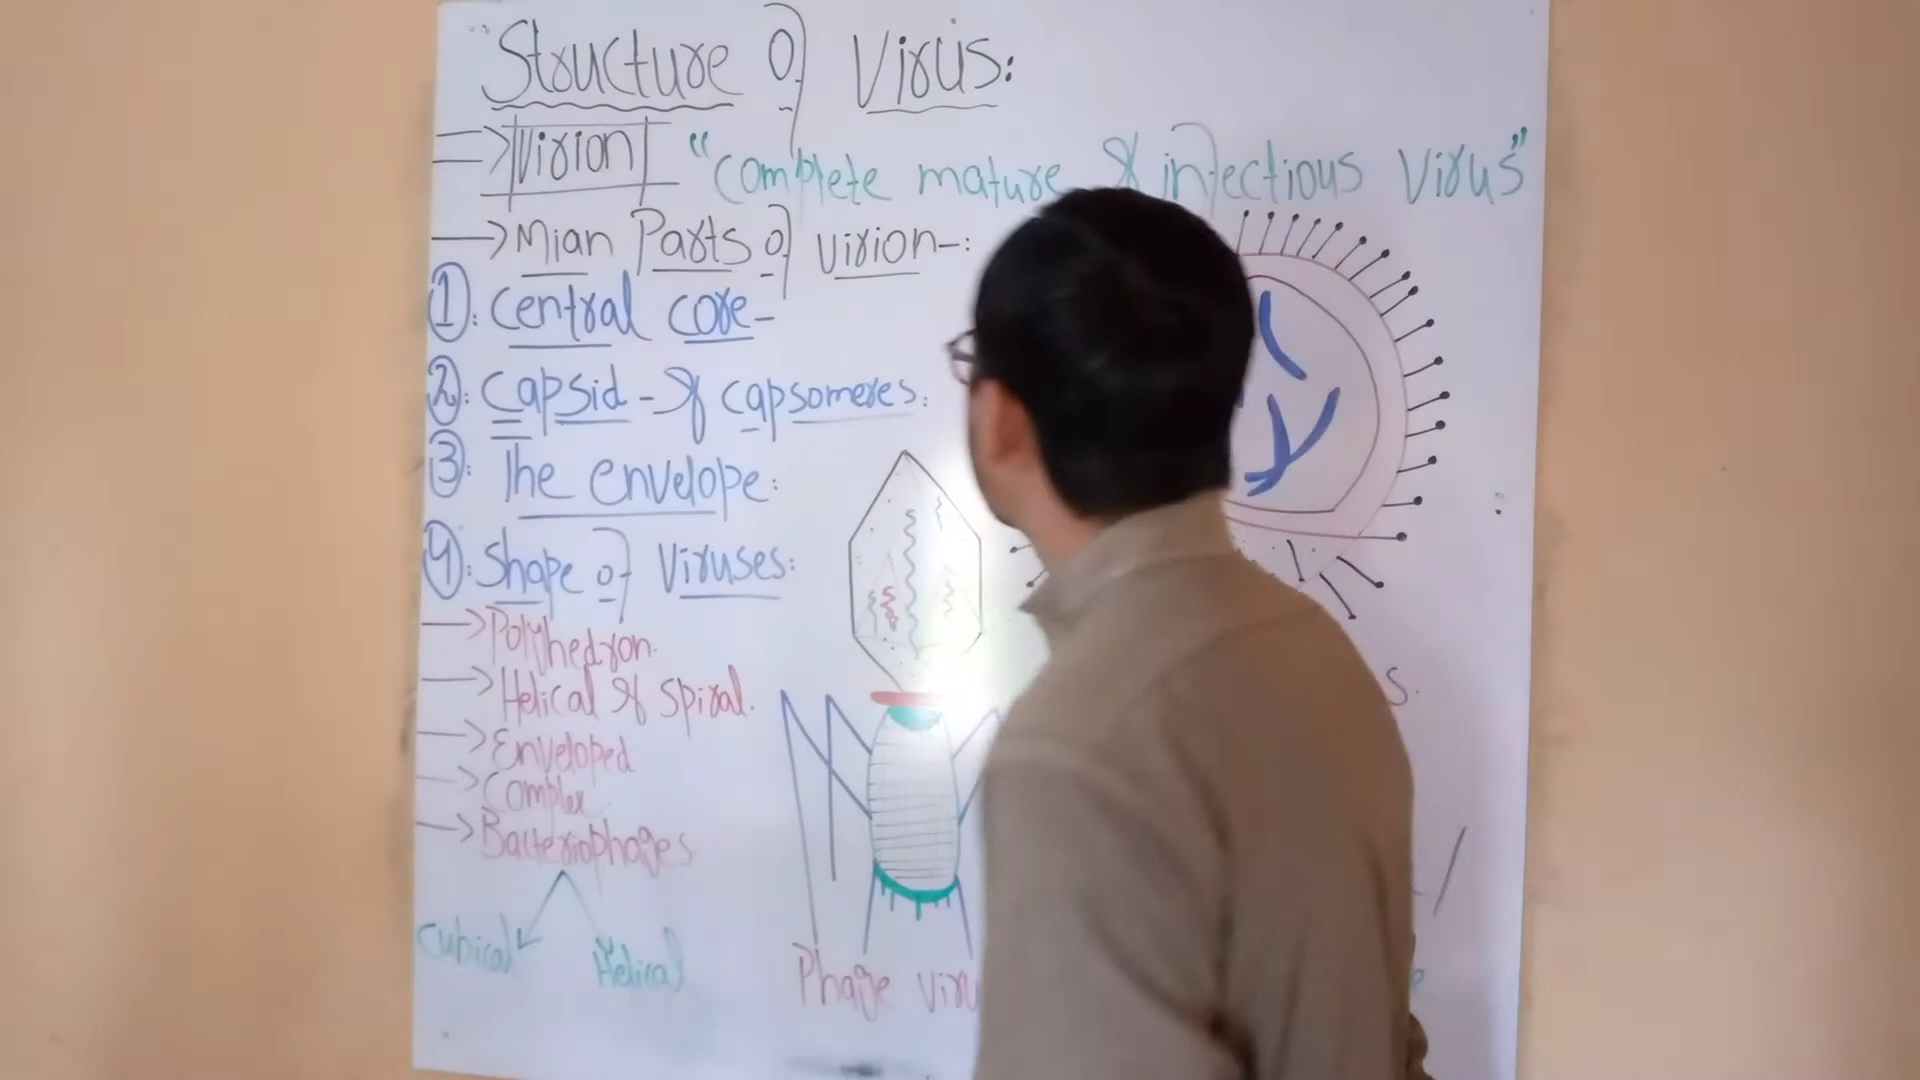 Structure of Virus:
Virion "complete mature & infectious Virus"
Mian Parts of virion-:
1: Central core-
2: Capsid - & capsomeres:
3: The envelope:
4: Shape of Viruses:
Polyhedron.
Helical & spiral.
Enveloped
Complex
Bacteriophages
Cubical Helical
Phage